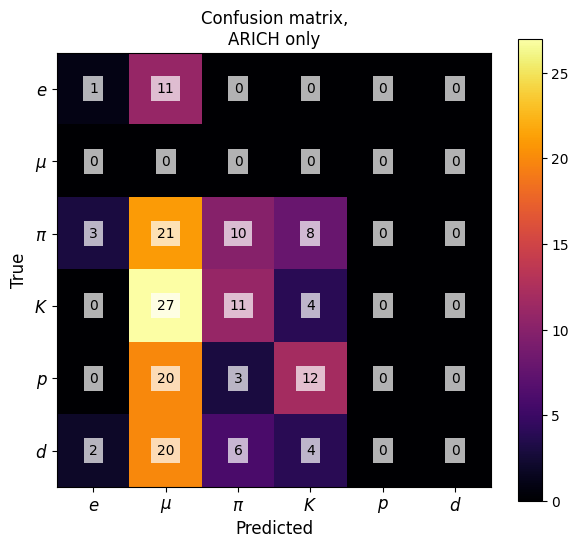 Confusion matrix,
ARICH only
e 1 11 0 0 0 0
μ 0 0 0 0 0 0
π 3 21 10 8 0 0
K 0 27 11 4 0 0
p 0 20 3 12 0 0
d 2 20 6 4 0 0
e μ π K p d
True
Predicted
25
20
15
10
5
0